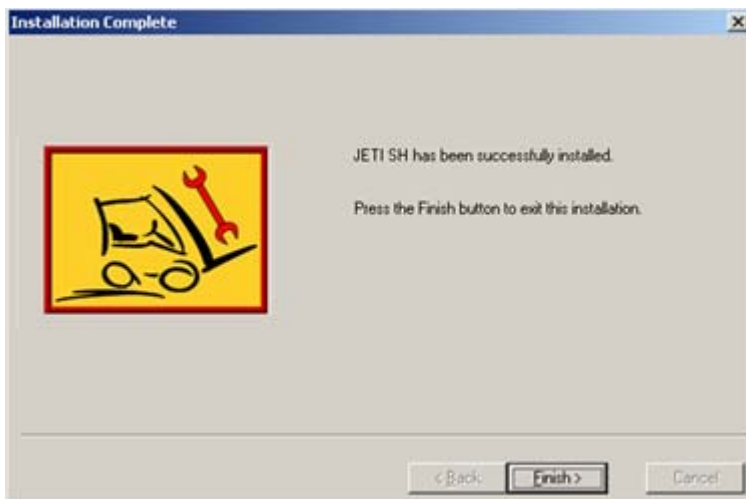 Installation Complete
JETI SH has been successfully installed.
Press the Finish button to exit this installation.
< Back
Finish >
Cancel